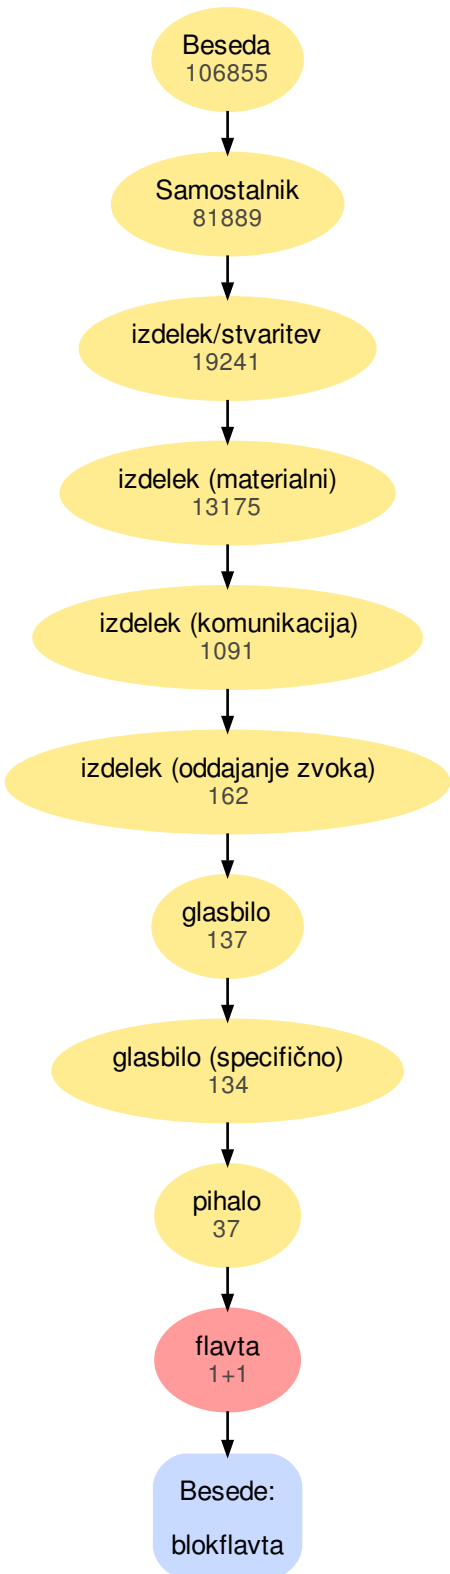 Beseda
106855
Samostalnik
81889
izdelek/stvaritev
19241
izdelek (materialni)
13175
izdelek (komunikacija)
1091
izdelek (oddajanje zvoka)
162
glasbilo
137
glasbilo (specifično)
134
pihalo
37
flavta
1+1
Besede:
blokflavta